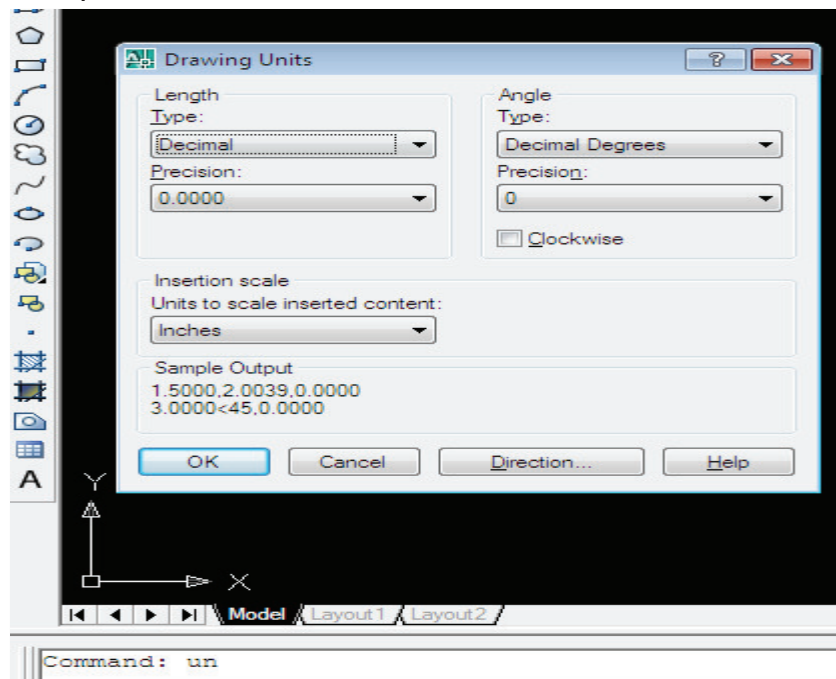 Drawing Units
Length
Type:
Decimal
Precision:
0.0000
Angle
Type:
Decimal Degrees
Precision:
0
Clockwise
Insertion scale
Units to scale inserted content:
Inches
Sample Output
1.5000,2.0039,0.0000
3.0000<45,0.0000
OK Cancel Direction... Help
A
Y
X
Model Layout1 Layout2
Command: un